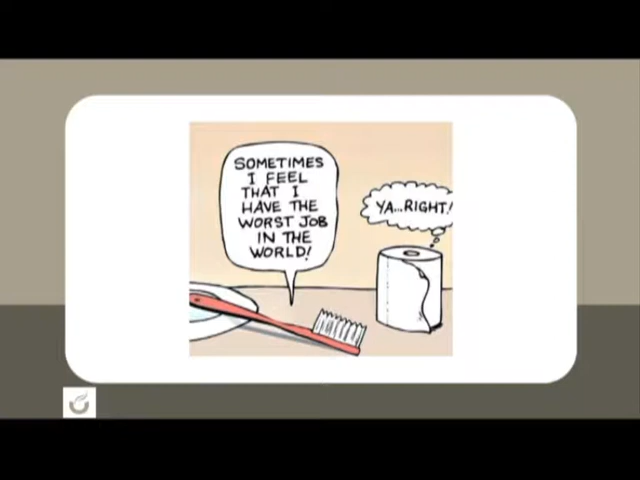 SOMETIMES
I FEEL
THAT I
HAVE THE
WORST JOB
IN THE
WORLD!
YA...RIGHT!